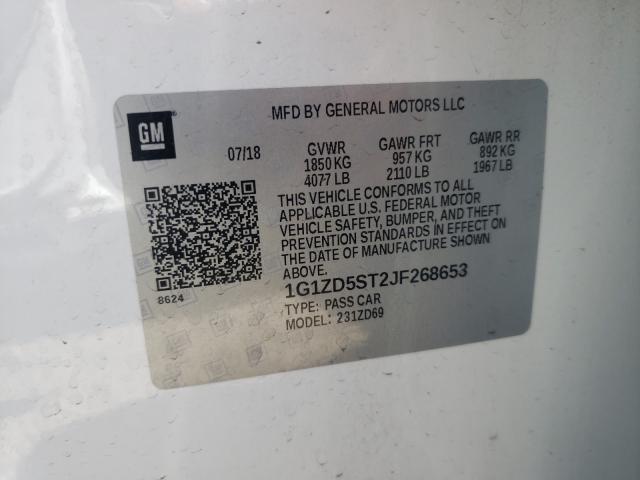 MFD BY GENERAL MOTORS LLC
GM
07/18
GVWR
1850 KG
4077 LB
GAWR FRT
957 KG
2110 LB
GAWR RR
892 KG
1967 LB
THIS VEHICLE CONFORMS TO ALL
APPLICABLE U.S. FEDERAL MOTOR
VEHICLE SAFETY, BUMPER, AND THEFT
PREVENTION STANDARDS IN EFFECT ON
THE DATE OF MANUFACTURE SHOWN
ABOVE.
8624
1G1ZD5ST2JF268653
TYPE: PASS CAR
MODEL: 231ZD69